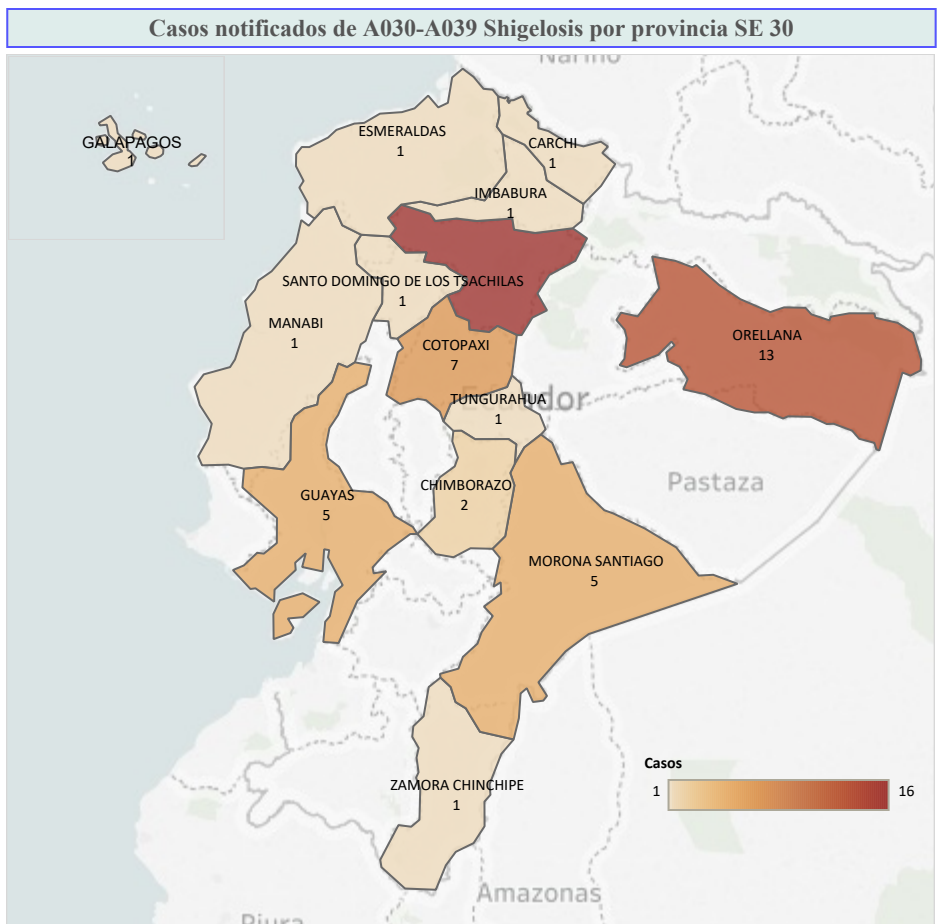 Casos notificados de A030-A039 Shigelosis por provincia SE 30
Nariño
GALAPAGOS
1
ESMERALDAS
1
CARCHI
1
IMBABURA
1
SANTO DOMINGO DE LOS TSACHILAS
1
MANABI
1
ORELLANA
13
COTOPAXI
7
Ecuador
TUNGURAHUA
1
Pastaza
CHIMBORAZO
2
GUAYAS
5
MORONA SANTIAGO
5
Casos
1
16
ZAMORA CHINCHIPE
1
Amazonas
Piura